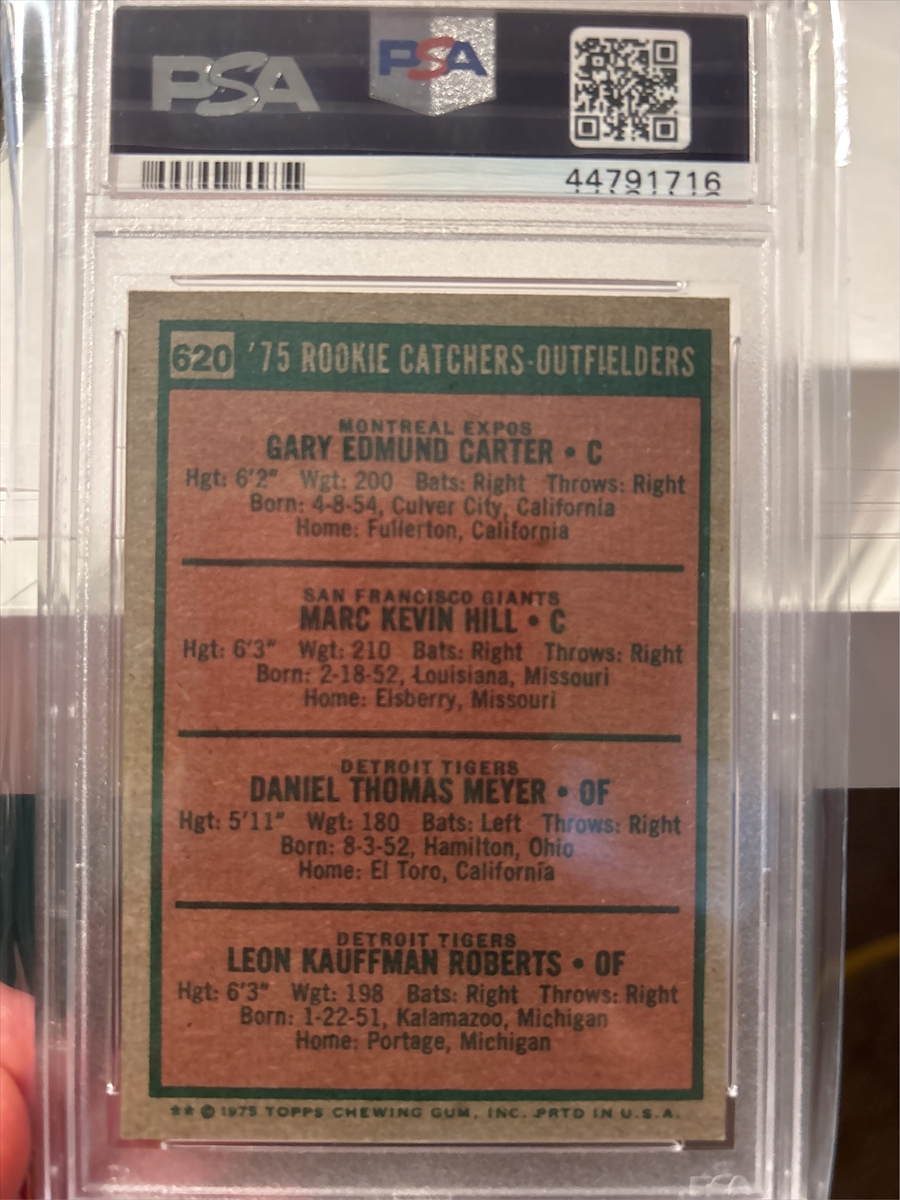 PSA PSA
44791716
620 '75 ROOKIE CATCHERS-OUTFIELDERS
MONTREAL EXPOS
GARY EDMUND CARTER • C
Hgt: 6'2" Wgt: 200 Bats: Right Throws: Right
Born: 4-8-54, Culver City, California
Home: Fullerton, California
SAN FRANCISCO GIANTS
MARC KEVIN HILL • C
Hgt: 6'3" Wgt: 210 Bats: Right Throws: Right
Born: 2-18-52, Louisiana, Missouri
Home: Elsberry, Missouri
DETROIT TIGERS
DANIEL THOMAS MEYER • OF
Hgt: 5'11" Wgt: 180 Bats: Left Throws: Right
Born: 8-3-52, Hamilton, Ohio
Home: El Toro, California
DETROIT TIGERS
LEON KAUFFMAN ROBERTS • OF
Hgt: 6'3" Wgt: 198 Bats: Right Throws: Right
Born: 1-22-51, Kalamazoo, Michigan
Home: Portage, Michigan
** © 1975 TOPPS CHEWING GUM, INC. PRTD IN U.S.A.
PSA